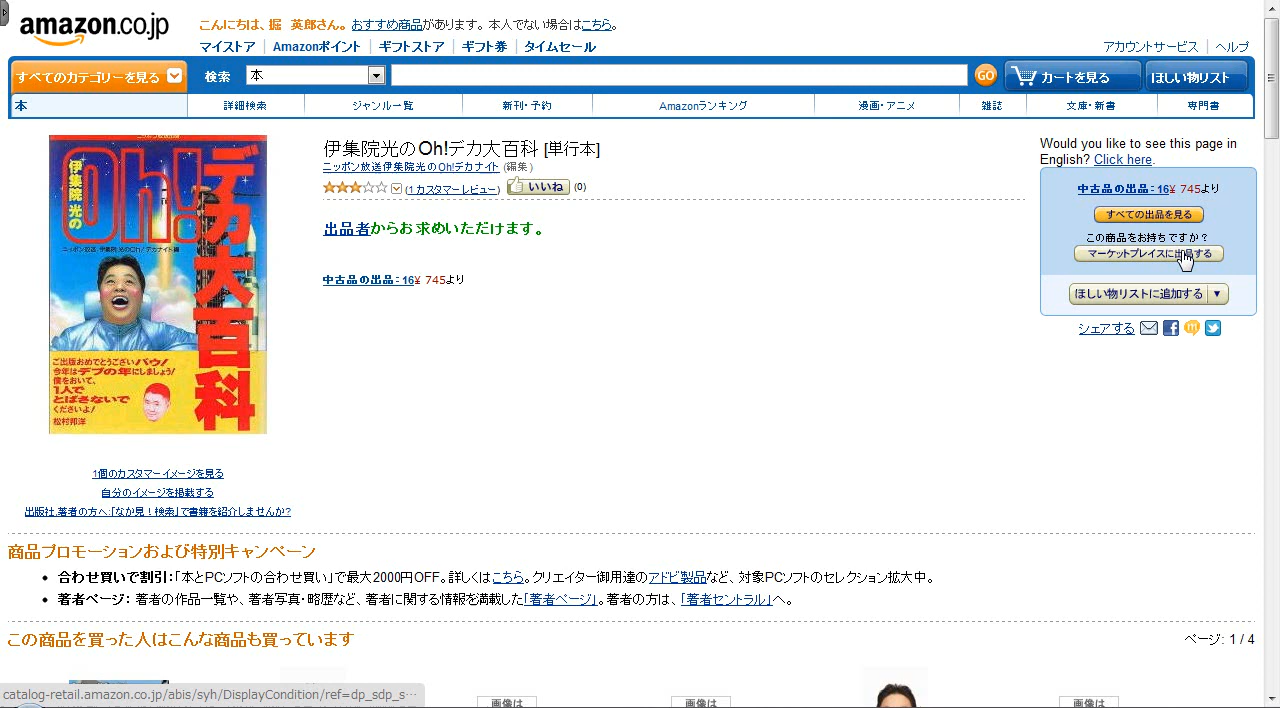 amazon.co.jp
こんにちは、堀 英郎さん。おすすめ商品があります。本人でない場合はこちら。
マイストア | Amazonポイント | ギフトストア | ギフト券 | タイムセール
アカウントサービス | ヘルプ
すべてのカテゴリーを見る 検索 本 GO カートを見る ほしい物リスト
本 詳細検索 ジャンル一覧 新刊・予約 Amazonランキング 漫画・アニメ 雑誌 文庫・新書 専門書
伊集院光のOh!デカ大百科 [単行本]
ニッポン放送伊集院光のOh!デカナイト (編集)
(1カスタマーレビュー) いいね (0)
出品者からお求めいただけます。
中古品の出品:16¥ 745より
Would you like to see this page in
English? Click here.
中古品の出品:16¥ 745より
すべての出品を見る
この商品をお持ちですか?
マーケットプレイスに出品する
ほしい物リストに追加する
シェアする
伊集院 光の
Oh!
デカ大百科
ニッポン放送 伊集院光のOh!デカナイト編
ご出版おめでとうございバウ!
今年はデブの年にしましょう!
僕をおいて、
1人で
とばさないで
くださいよ!
松村邦洋
1個のカスタマーイメージを見る
自分のイメージを掲載する
出版社、著者の方へ:「なか見!検索」で書籍を紹介しませんか?
商品プロモーションおよび特別キャンペーン
• 合わせ買いで割引:「本とPCソフトの合わせ買い」で最大2000円OFF。詳しくはこちら。クリエイター御用達のアドビ製品など、対象PCソフトのセレクション拡大中。
• 著者ページ: 著者の作品一覧や、著者写真・略歴など、著者に関する情報を満載した「著者ページ」。著者の方は、「著者セントラル」へ。
この商品を買った人はこんな商品も買っています
ページ: 1 / 4
画像は 画像は 画像は
catalog-retail.amazon.co.jp/abis/syh/DisplayCondition/ref=dp_sdp_s…